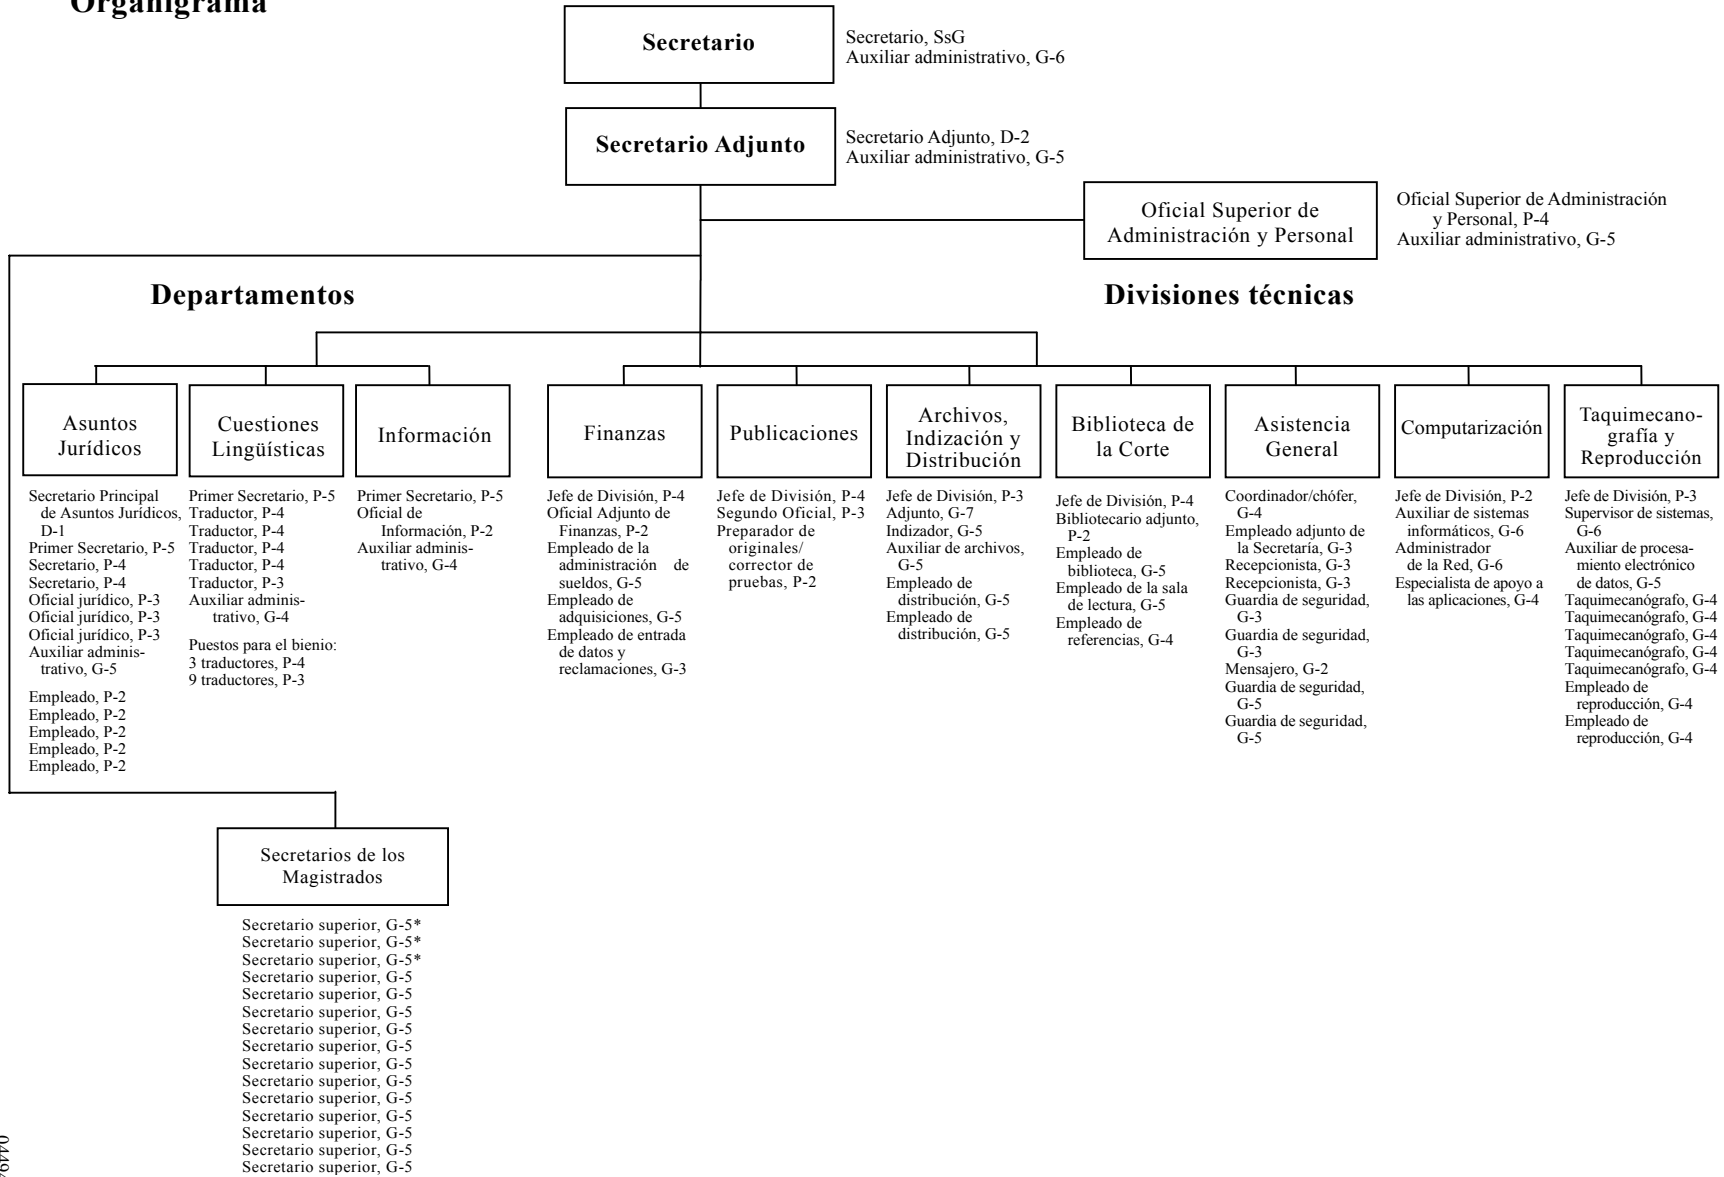 Organigrama
Secretario
Secretario, SsG
Auxiliar administrativo, G-6
Secretario Adjunto
Secretario Adjunto, D-2
Auxiliar administrativo, G-5
Oficial Superior de
Administración y Personal
Oficial Superior de Administración
y Personal, P-4
Auxiliar administrativo, G-5
Departamentos
Divisiones técnicas
Asuntos
Jurídicos
Secretario Principal
de Asuntos Jurídicos,
D-1
Primer Secretario, P-5
Secretario, P-4
Secretario, P-4
Oficial jurídico, P-3
Oficial jurídico, P-3
Oficial jurídico, P-3
Auxiliar adminis-
trativo, G-5
Empleado, P-2
Empleado, P-2
Empleado, P-2
Empleado, P-2
Empleado, P-2
Cuestiones
Lingüísticas
Primer Secretario, P-5
Traductor, P-4
Traductor, P-4
Traductor, P-4
Traductor, P-4
Traductor, P-3
Auxiliar adminis-
trativo, G-4
Puestos para el bienio:
3 traductores, P-4
9 traductores, P-3
Información
Primer Secretario, P-5
Oficial de
Información, P-2
Auxiliar adminis-
trativo, G-4
Finanzas
Jefe de División, P-4
Oficial Adjunto de
Finanzas, P-2
Empleado de la
administración de
sueldos, G-5
Empleado de
adquisiciones, G-5
Empleado de entrada
de datos y
reclamaciones, G-3
Publicaciones
Jefe de División, P-4
Segundo Oficial, P-3
Preparador de
originales/
corrector de
pruebas, P-2
Archivos,
Indización y
Distribución
Jefe de División, P-3
Adjunto, G-7
Indizador, G-5
Auxiliar de archivos,
G-5
Empleado de
distribución, G-5
Empleado de
distribución, G-5
Biblioteca de
la Corte
Jefe de División, P-4
Bibliotecario adjunto,
P-2
Empleado de
biblioteca, G-5
Empleado de la sala
de lectura, G-5
Empleado de
referencias, G-4
Asistencia
General
Coordinador/chófer,
G-4
Empleado adjunto de
la Secretaría, G-3
Recepcionista, G-3
Recepcionista, G-3
Guardia de seguridad,
G-3
Guardia de seguridad,
G-3
Mensajero, G-2
Guardia de seguridad,
G-5
Guardia de seguridad,
G-5
Computarización
Jefe de División, P-2
Auxiliar de sistemas
informáticos, G-6
Administrador
de la Red, G-6
Especialista de apoyo a
las aplicaciones, G-4
Taquimecano-
grafía y
Reproducción
Jefe de División, P-3
Supervisor de sistemas,
G-6
Auxiliar de procesa-
miento electrónico
de datos, G-5
Taquimecanógrafo, G-4
Taquimecanógrafo, G-4
Taquimecanógrafo, G-4
Taquimecanógrafo, G-4
Taquimecanógrafo, G-4
Empleado de
reproducción, G-4
Empleado de
reproducción, G-4
Secretarios de los
Magistrados
Secretario superior, G-5*
Secretario superior, G-5*
Secretario superior, G-5*
Secretario superior, G-5
Secretario superior, G-5
Secretario superior, G-5
Secretario superior, G-5
Secretario superior, G-5
Secretario superior, G-5
Secretario superior, G-5
Secretario superior, G-5
Secretario superior, G-5
Secretario superior, G-5
Secretario superior, G-5
Secretario superior, G-5